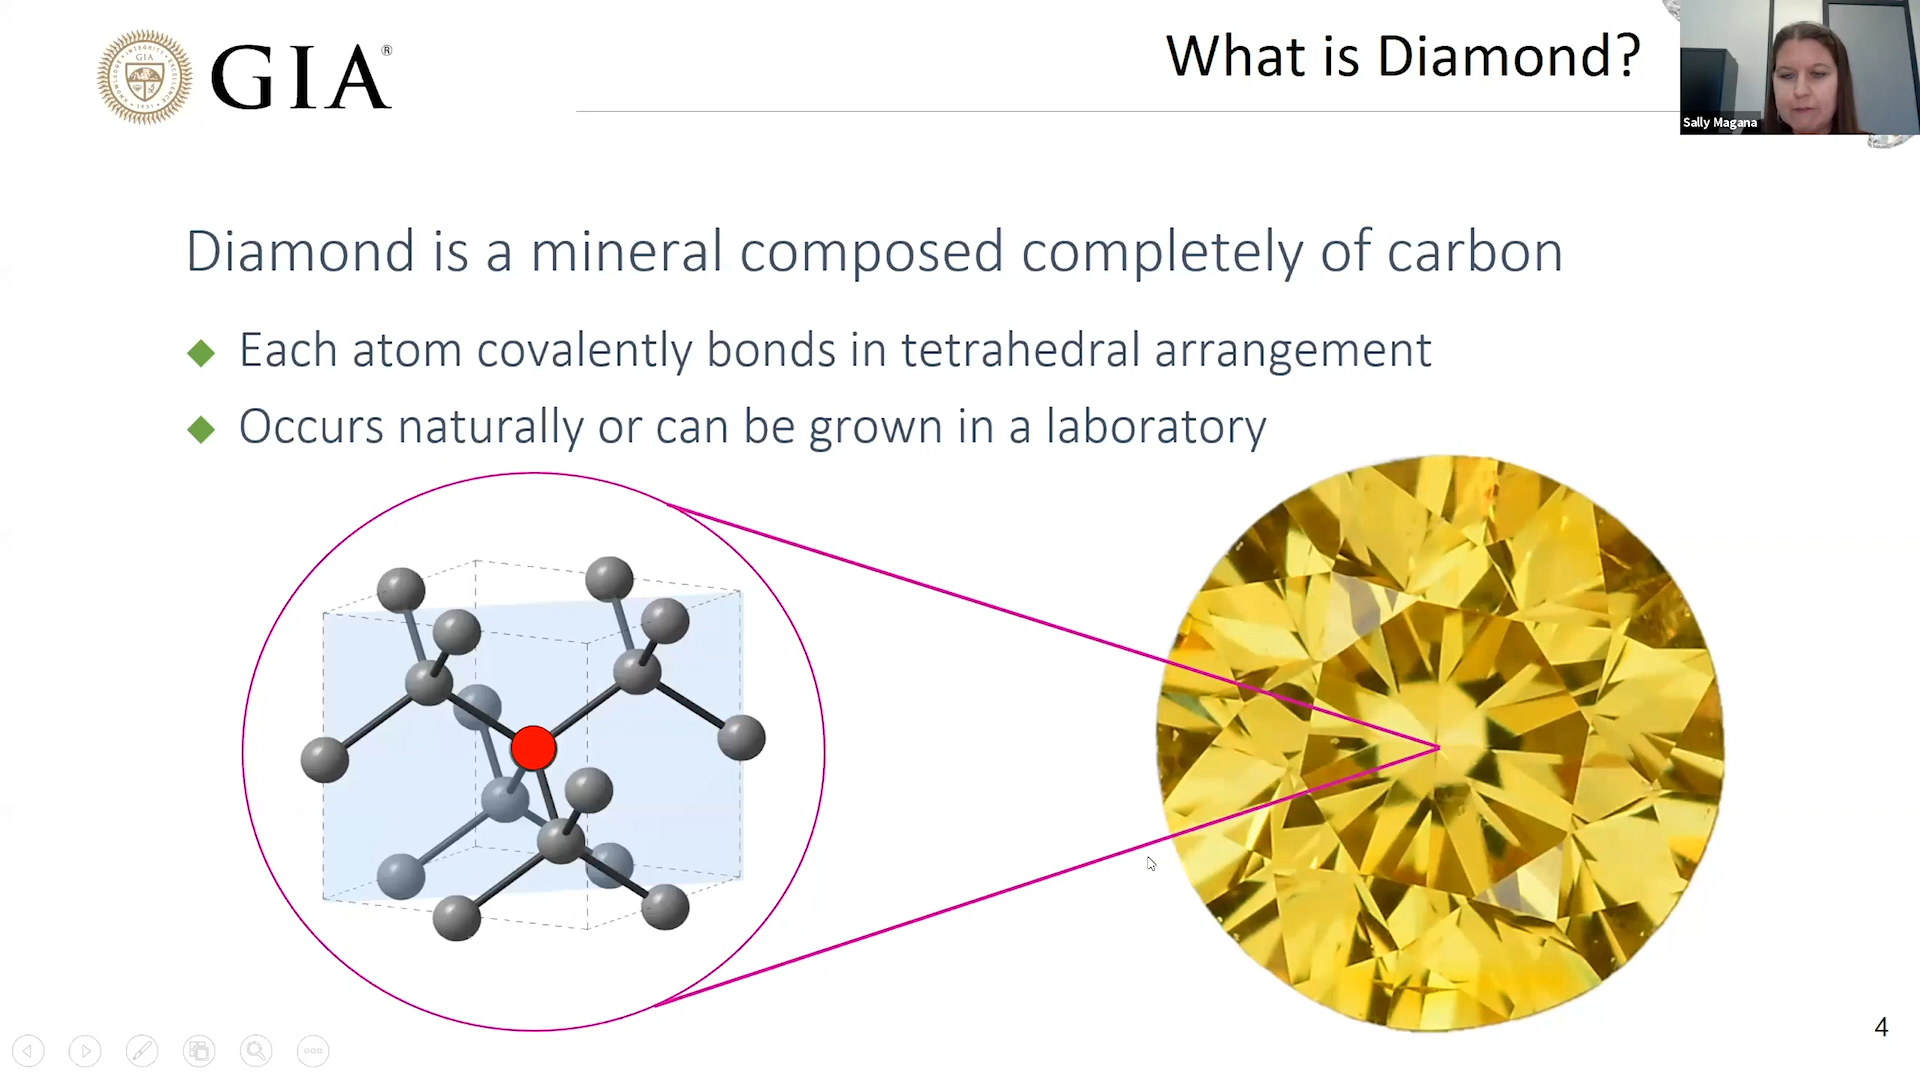 GIA®
What is Diamond?
Sally Magana
Diamond is a mineral composed completely of carbon
Each atom covalently bonds in tetrahedral arrangement
Occurs naturally or can be grown in a laboratory
4